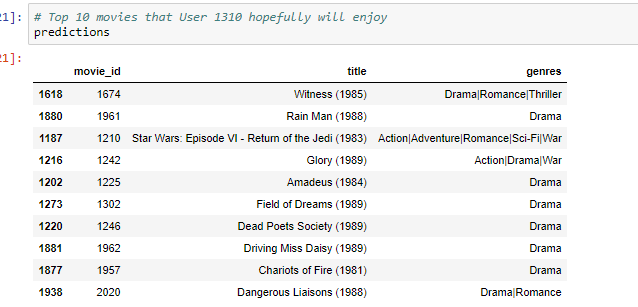 21]: # Top 10 movies that User 1310 hopefully will enjoy
predictions
21]:
movie_id title genres
1618 1674 Witness (1985) Drama|Romance|Thriller
1880 1961 Rain Man (1988) Drama
1187 1210 Star Wars: Episode VI - Return of the Jedi (1983) Action|Adventure|Romance|Sci-Fi|War
1216 1242 Glory (1989) Action|Drama|War
1202 1225 Amadeus (1984) Drama
1273 1302 Field of Dreams (1989) Drama
1220 1246 Dead Poets Society (1989) Drama
1881 1962 Driving Miss Daisy (1989) Drama
1877 1957 Chariots of Fire (1981) Drama
1938 2020 Dangerous Liaisons (1988) Drama|Romance